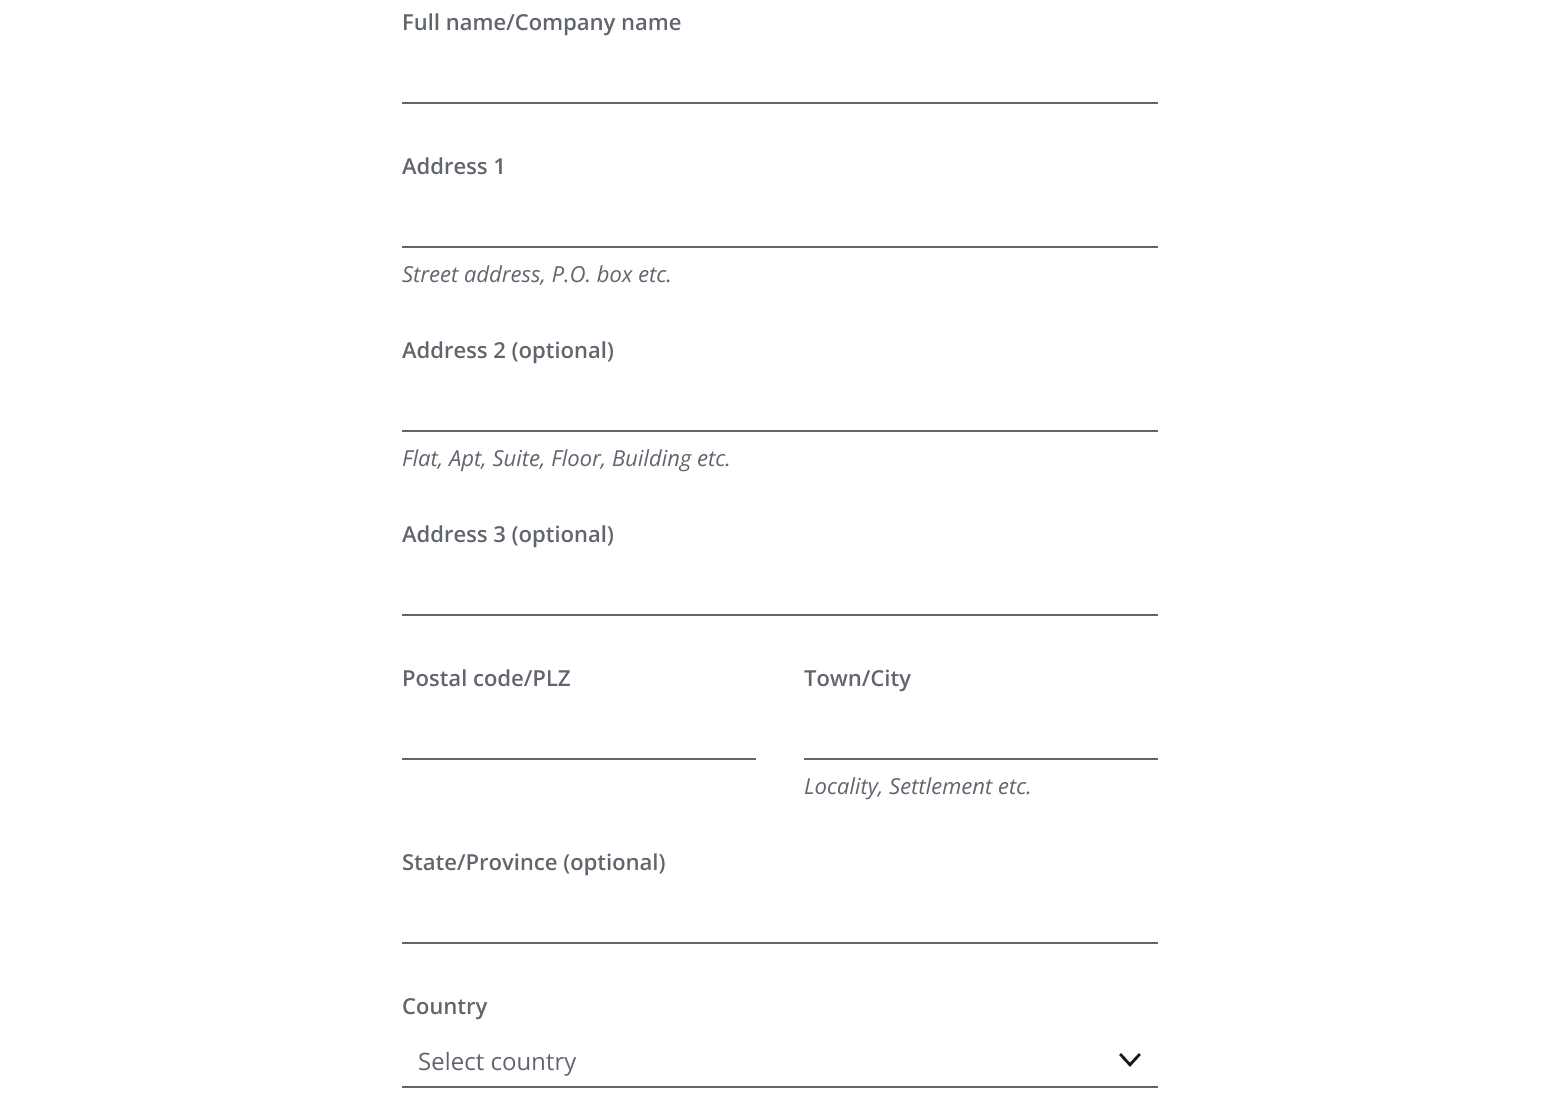 Full name/Company name
Address 1
Street address, P.O. box etc.
Address 2 (optional)
Flat, Apt, Suite, Floor, Building etc.
Address 3 (optional)
Postal code/PLZ
Town/City
Locality, Settlement etc.
State/Province (optional)
Country
Select country